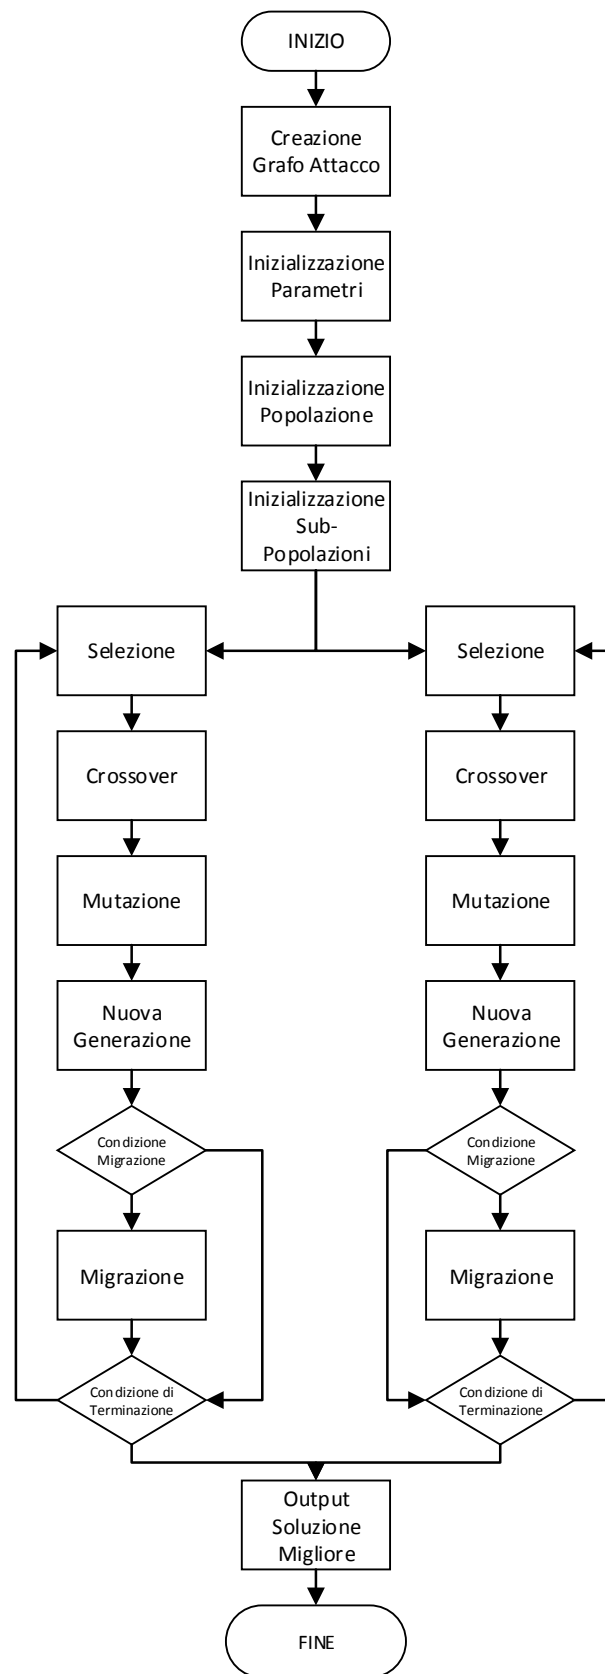 INIZIO
Creazione
Grafo Attacco
Inizializzazione
Parametri
Inizializzazione
Popolazione
Inizializzazione
Sub-
Popolazioni
Selezione
Crossover
Mutazione
Nuova
Generazione
Condizione
Migrazione
Migrazione
Condizione di
Terminazione
Selezione
Crossover
Mutazione
Nuova
Generazione
Condizione
Migrazione
Migrazione
Condizione di
Terminazione
Output
Soluzione
Migliore
FINE